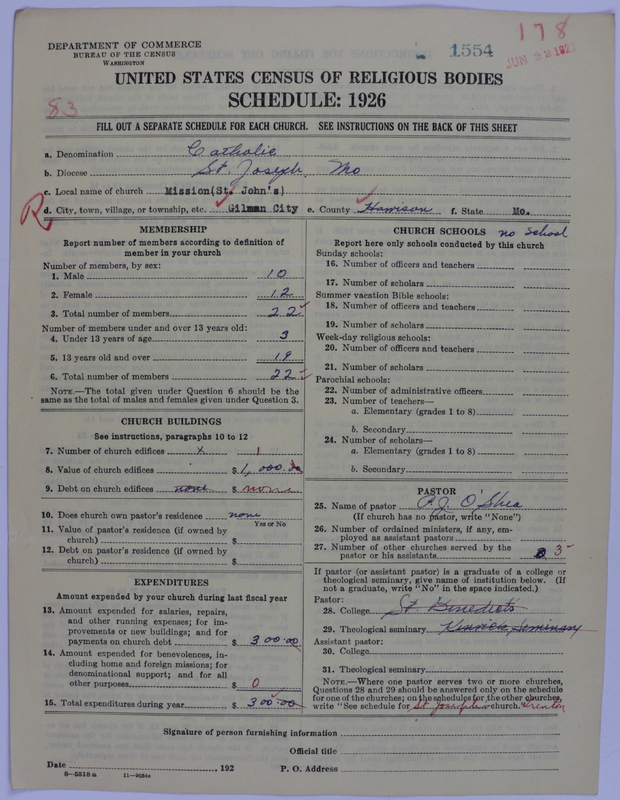 DEPARTMENT OF COMMERCE
BUREAU OF THE CENSUS
WASHINGTON
1554
178
JUN 22 192
UNITED STATES CENSUS OF RELIGIOUS BODIES
SCHEDULE: 1926
83
FILL OUT A SEPARATE SCHEDULE FOR EACH CHURCH. SEE INSTRUCTIONS ON THE BACK OF THIS SHEET
a. Denomination Catholic
b. Diocese St. Joseph, Mo
c. Local name of church Mission(St. John's)
R d. City, town, village, or township, etc. Gilman City e. County Harrison f. State Mo.
MEMBERSHIP
Report number of members according to definition of
member in your church
Number of members, by sex:
1. Male 10
2. Female 12
3. Total number of members 22
Number of members under and over 13 years old:
4. Under 13 years of age 3
5. 13 years old and over 19
6. Total number of members 22
NOTE.—The total given under Question 6 should be the
same as the total of males and females given under Question 3.
CHURCH BUILDINGS
See instructions, paragraphs 10 to 12
7. Number of church edifices x 1
8. Value of church edifices $1,000.00
9. Debt on church edifices none $ none
10. Does church own pastor's residence none
Yes or No
11. Value of pastor's residence (if owned by
church) $
12. Debt on pastor's residence (if owned by
church) $
EXPENDITURES
Amount expended by your church during last fiscal year
13. Amount expended for salaries, repairs,
and other running expenses; for im-
provements or new buildings; and for
payments on church debt $ 300.00
14. Amount expended for benevolences, in-
cluding home and foreign missions; for
denominational support; and for all
other purposes $ 0
15. Total expenditures during year $ 300.00
CHURCH SCHOOLS no School
Report here only schools conducted by this church
Sunday schools:
16. Number of officers and teachers
17. Number of scholars
Summer vacation Bible schools:
18. Number of officers and teachers
19. Number of scholars
Week-day religious schools:
20. Number of officers and teachers
21. Number of scholars
Parochial schools:
22. Number of administrative officers
23. Number of teachers—
a. Elementary (grades 1 to 8)
b. Secondary
24. Number of scholars—
a. Elementary (grades 1 to 8)
b. Secondary
PASTOR
25. Name of pastor P.J. O'Shea
(If church has no pastor, write "None")
26. Number of ordained ministers, if any, em-
ployed as assistant pastors
27. Number of other churches served by the
pastor or his assistants 3
If pastor (or assistant pastor) is a graduate of a college or
theological seminary, give name of institution below. (If
not a graduate, write "No" in the space indicated.)
Pastor:
28. College St Benedicts
29. Theological seminary Kenrick Seminary
Assistant pastor:
30. College
31. Theological seminary
NOTE.—Where one pastor serves two or more churches,
Questions 28 and 29 should be answered only on the schedule
for one of the churches; on the schedules for the other churches,
write "See schedule for St Joseph church." Trenton
Signature of person furnishing information
Official title
Date , 192 P. O. Address
8—5518a 11—9034